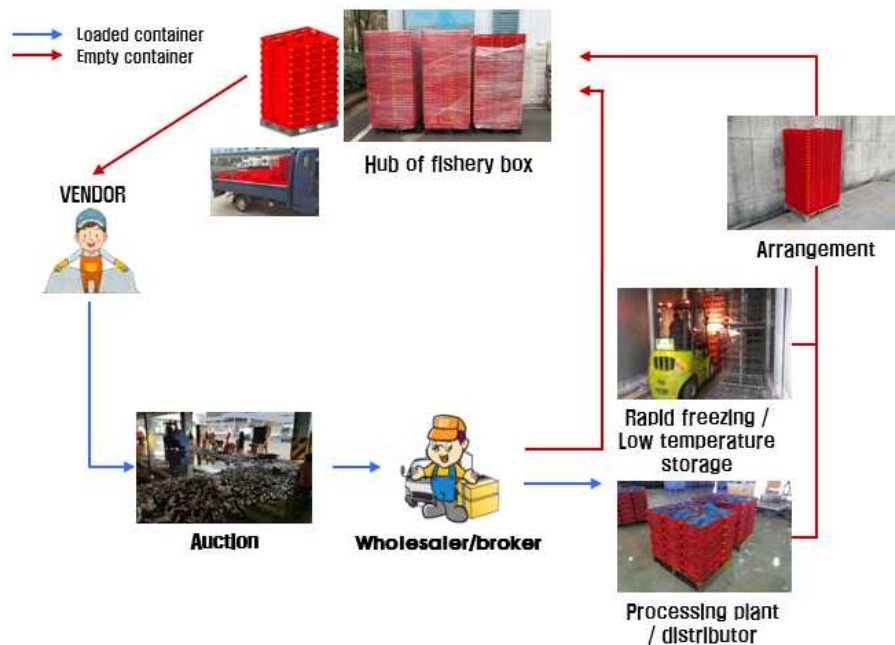 Loaded container
Empty container
Hub of fishery box
VENDOR
Arrangement
Rapid freezing /
Low temperature
storage
Auction
Wholesaler/broker
Processing plant
/ distributor